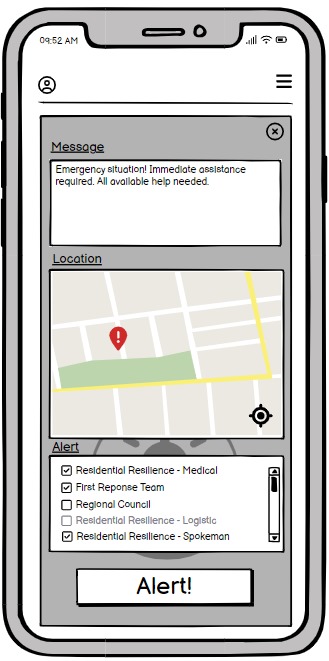 09:52 AM
Message
Emergency situation! Immediate assistance
required. All available help needed.
Location
Alert
Residential Resilience - Medical
First Reponse Team
Regional Council
Residential Resilience - Logistic
Residential Resilience - Spokeman
Alert!